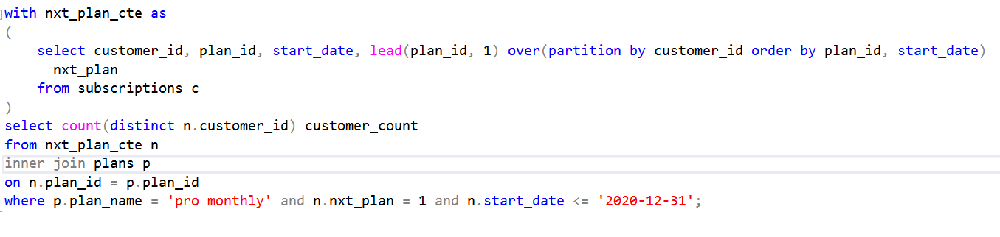 with nxt_plan_cte as
(
select customer_id, plan_id, start_date, lead(plan_id, 1) over(partition by customer_id order by plan_id, start_date)
nxt_plan
from subscriptions c
)
select count(distinct n.customer_id) customer_count
from nxt_plan_cte n
inner join plans p
on n.plan_id = p.plan_id
where p.plan_name = 'pro monthly' and n.nxt_plan = 1 and n.start_date <= '2020-12-31';